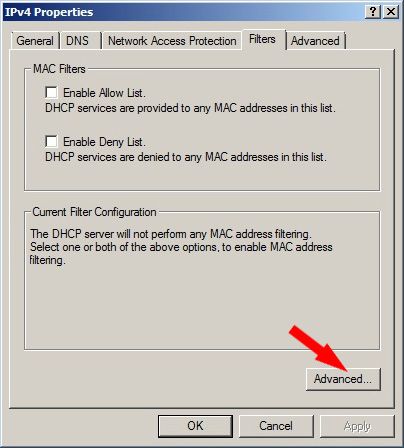 IPv4 Properties
General DNS Network Access Protection Filters Advanced
MAC Filters
Enable Allow List.
DHCP services are provided to any MAC addresses in this list.
Enable Deny List.
DHCP services are denied to any MAC addresses in this list.
Current Filter Configuration
The DHCP server will not perform any MAC address filtering.
Select one or both of the above options, to enable MAC address
filtering.
Advanced...
OK Cancel Apply